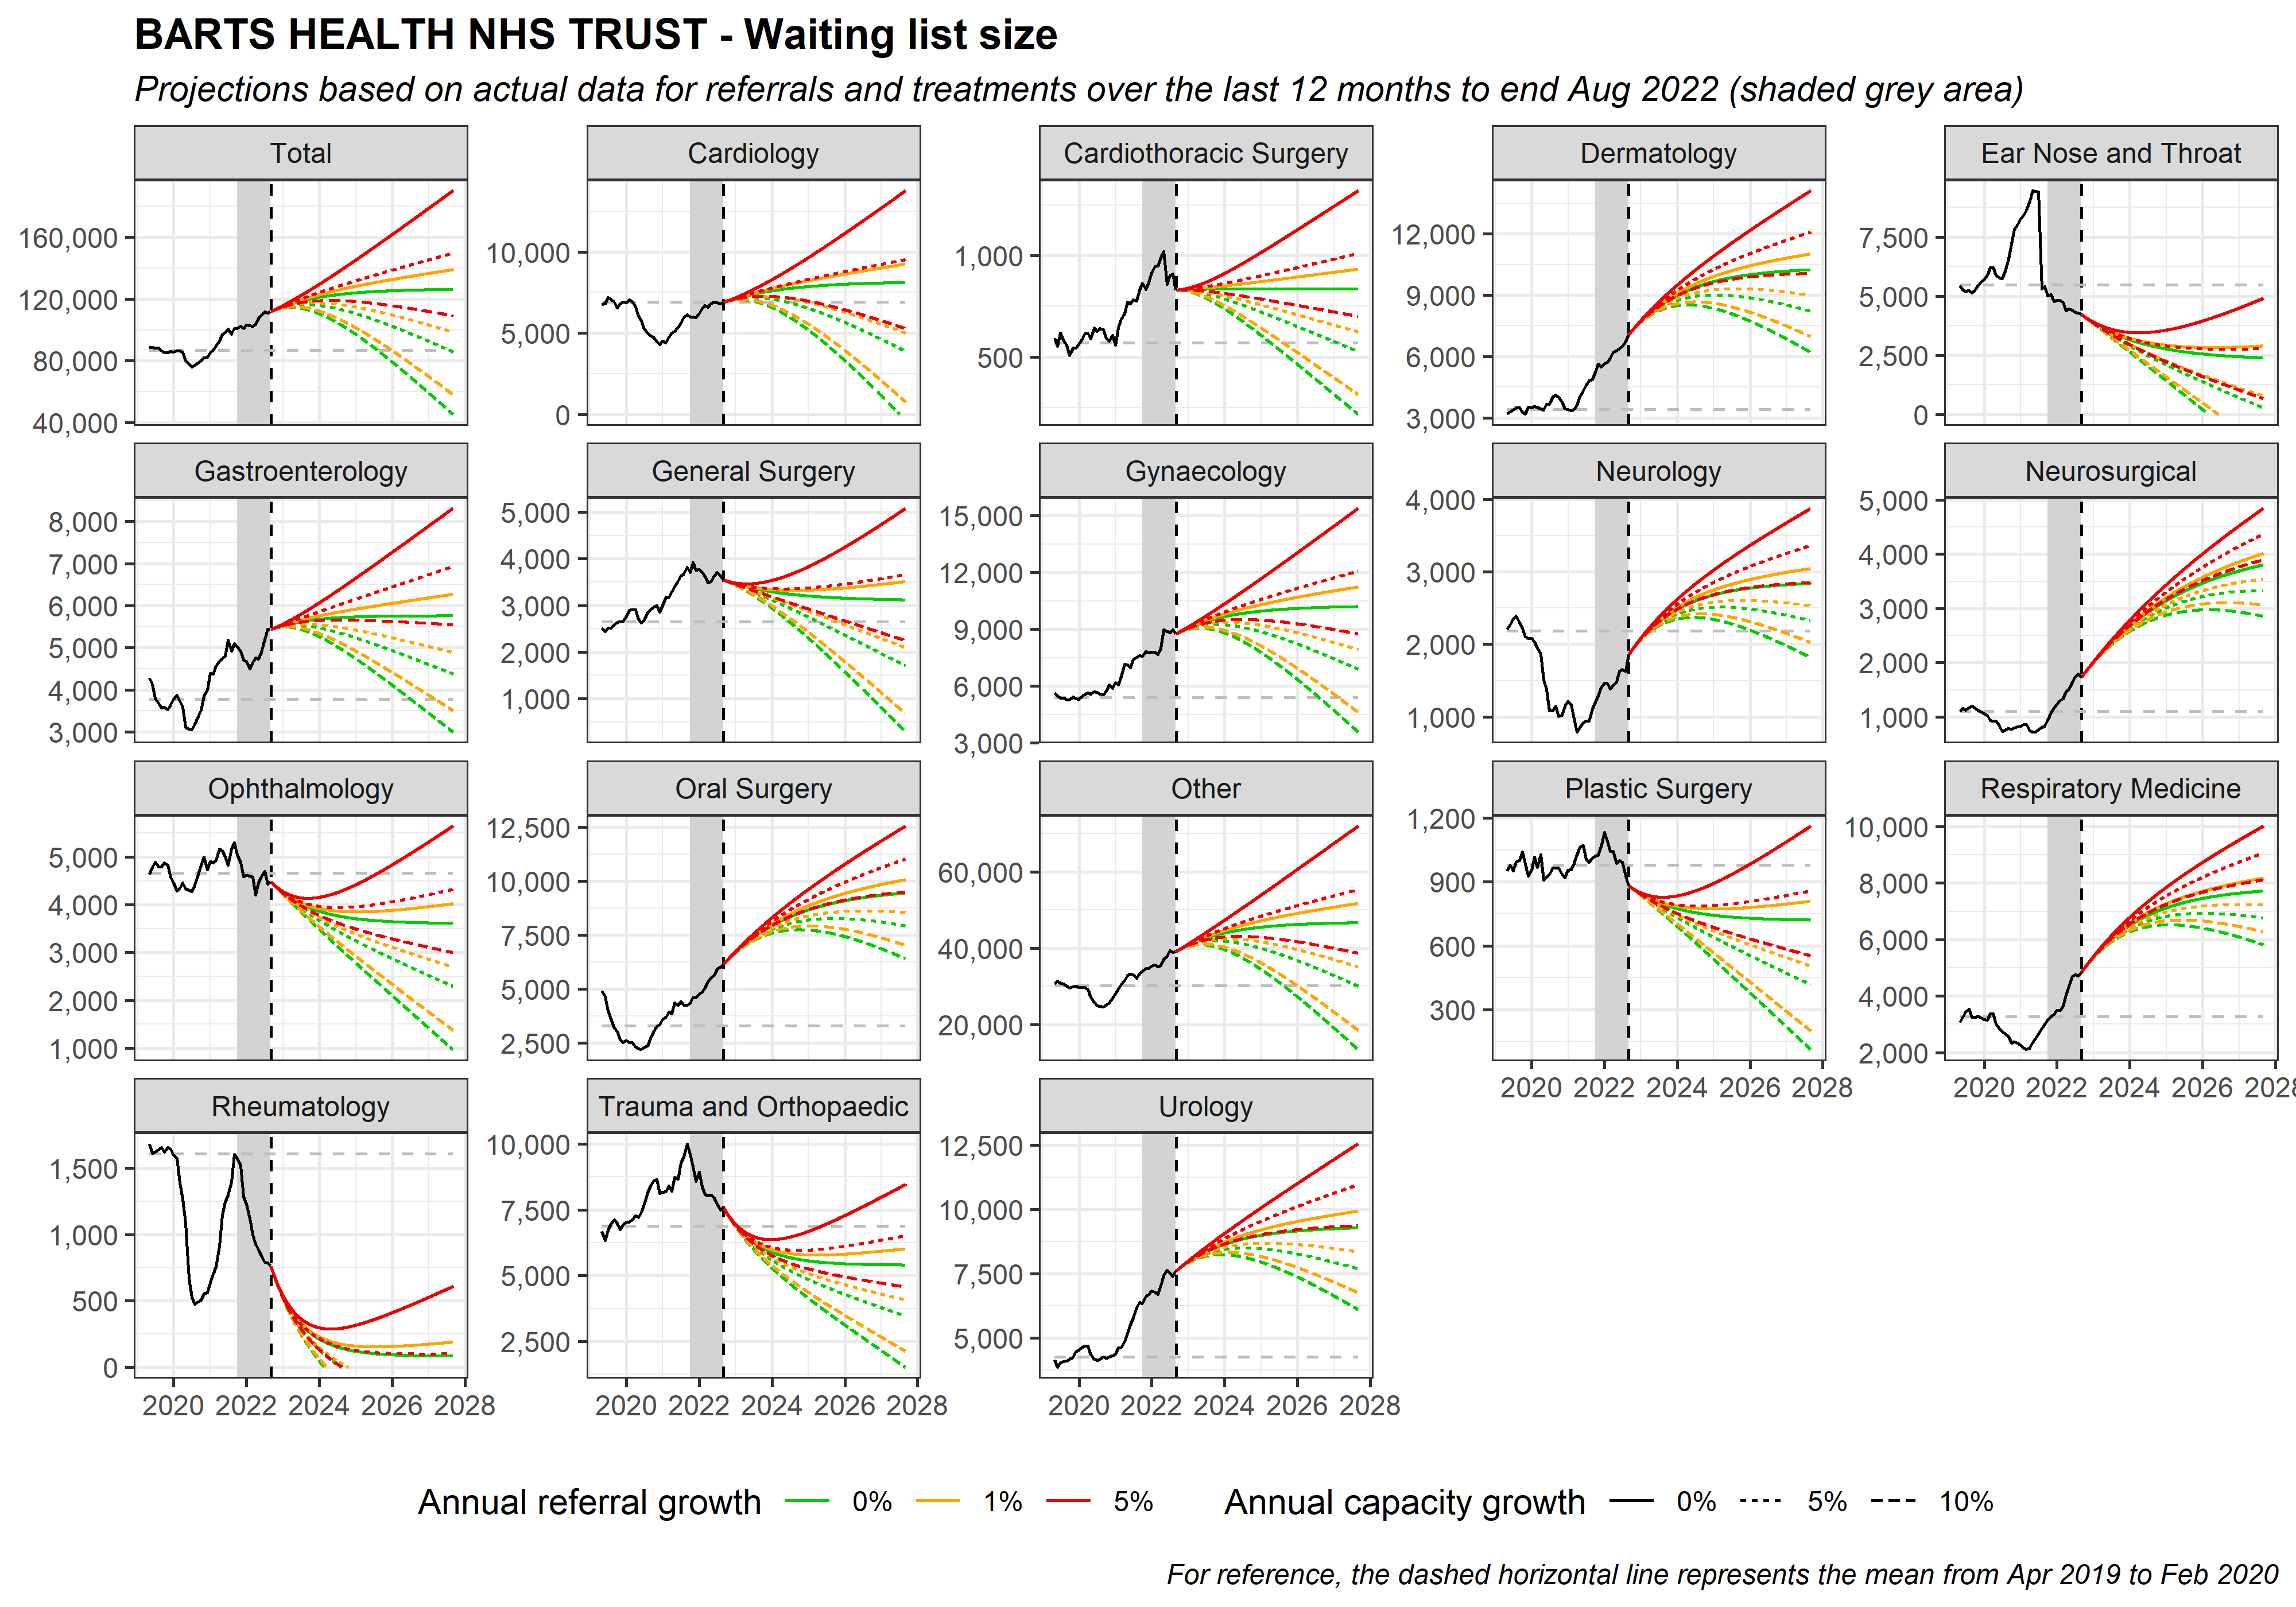 BARTS HEALTH NHS TRUST - Waiting list size
Projections based on actual data for referrals and treatments over the last 12 months to end Aug 2022 (shaded grey area)
Total
160,000
120,000
80,000
40,000
Cardiology
10,000
5,000
0
Cardiothoracic Surgery
1,000
500
Dermatology
12,000
9,000
6,000
3,000
Ear Nose and Throat
7,500
5,000
2,500
0
Gastroenterology
8,000
7,000
6,000
5,000
4,000
3,000
General Surgery
5,000
4,000
3,000
2,000
1,000
Gynaecology
15,000
12,000
9,000
6,000
3,000
Neurology
4,000
3,000
2,000
1,000
Neurosurgical
5,000
4,000
3,000
2,000
1,000
Ophthalmology
5,000
4,000
3,000
2,000
1,000
Oral Surgery
12,500
10,000
7,500
5,000
2,500
Other
60,000
40,000
20,000
Plastic Surgery
1,200
900
600
300
2020 2022 2024 2026 2028
Respiratory Medicine
10,000
8,000
6,000
4,000
2,000
2020 2022 2024 2026 202
Rheumatology
1,500
1,000
500
0
2020 2022 2024 2026 2028
Trauma and Orthopaedic
10,000
7,500
5,000
2,500
2020 2022 2024 2026 2028
Urology
12,500
10,000
7,500
5,000
2020 2022 2024 2026 2028
Annual referral growth 0% 1% 5% Annual capacity growth 0% 5% 10%
For reference, the dashed horizontal line represents the mean from Apr 2019 to Feb 2020